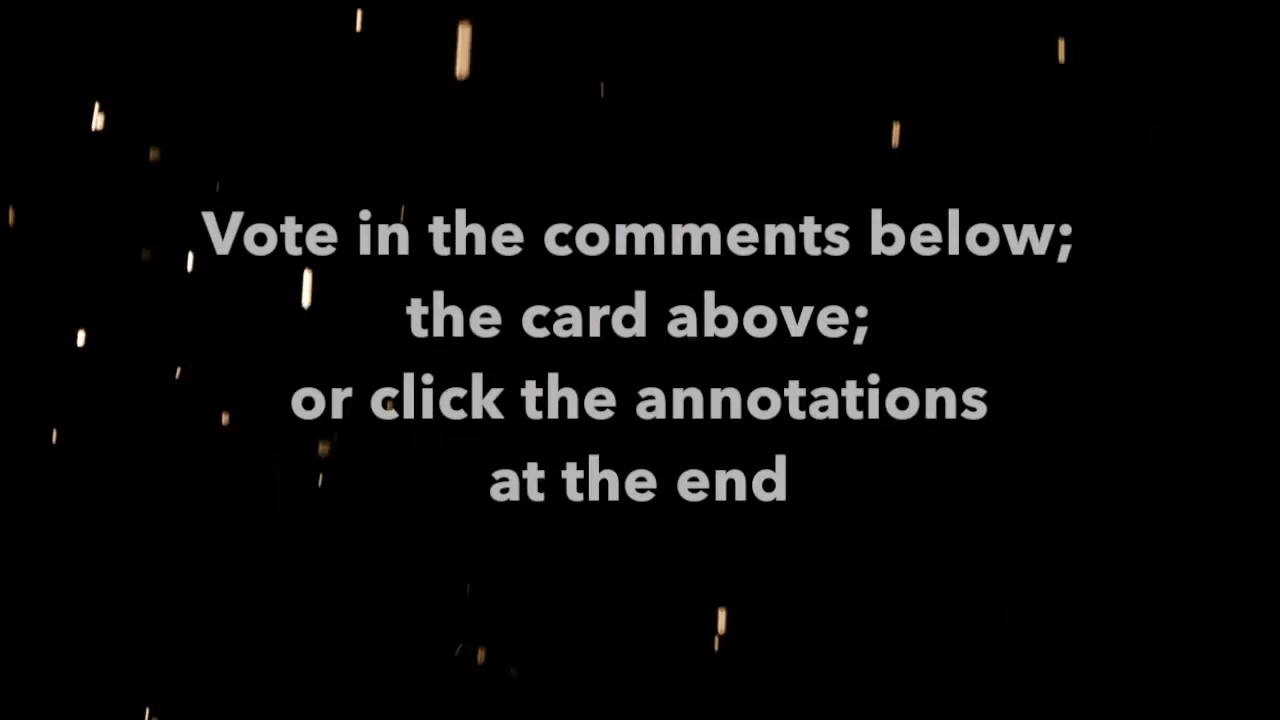 Vote in the comments below;
the card above;
or click the annotations
at the end